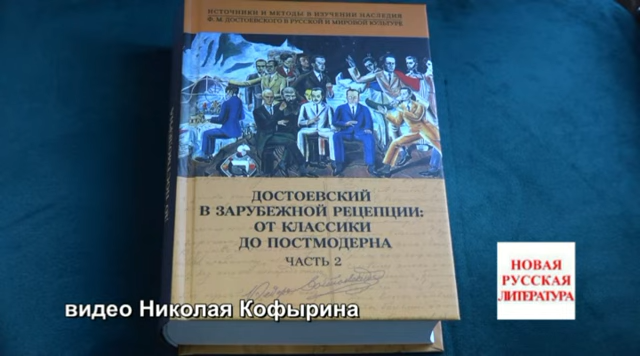 ИСТОЧНИКИ И МЕТОДЫ В ИЗУЧЕНИИ НАСЛЕДИЯ
Ф. М. ДОСТОЕВСКОГО В РУССКОЙ И МИРОВОЙ КУЛЬТУРЕ
ДОСТОЕВСКИЙ
В ЗАРУБЕЖНОЙ РЕЦЕПЦИИ:
ОТ КЛАССИКИ
ДО ПОСТМОДЕРНА
ЧАСТЬ 2
видео Николая Кофырина
НОВАЯ
РУССКАЯ
ЛИТЕРАТУРА